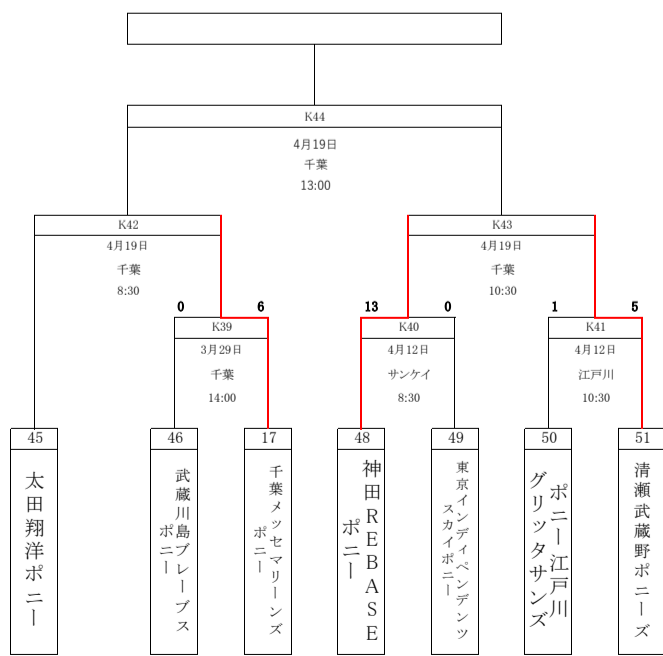 K44
4月19日
千葉
13:00
K42
4月19日
千葉
8:30
K43
4月19日
千葉
10:30
0
6
K39
3月29日
千葉
14:00
13
0
K40
4月12日
サンケイ
8:30
1
5
K41
4月12日
江戸川
10:30
45
太田翔洋ポニー
46
武蔵川島ブレーブス
ポニー
17
千葉メッセマリーンズ
ポニー
48
神田REBASE
ポニー
49
東京インディペンデンツ
スカイポニー
50
ポニー江戸川
グリッタサンズ
51
清瀬武蔵野ポニーズ